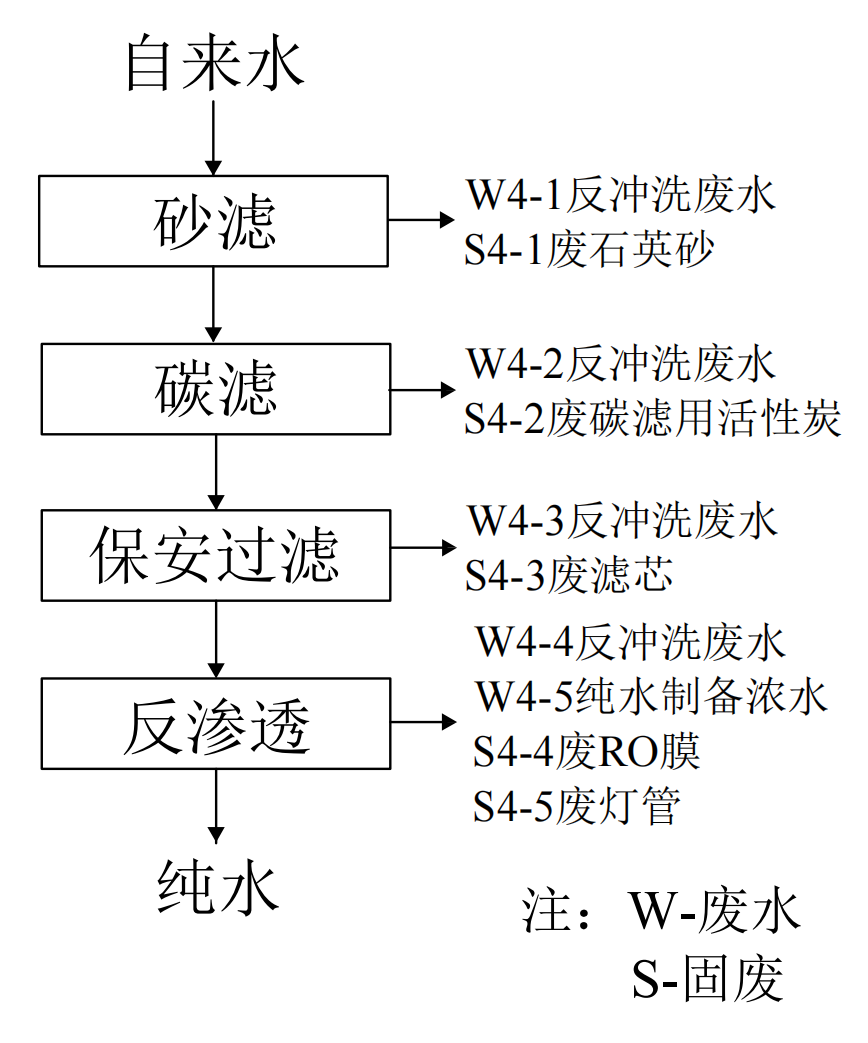 自来水
砂滤
W4-1反冲洗废水
S4-1废石英砂
碳滤
W4-2反冲洗废水
S4-2废碳滤用活性炭
保安过滤
W4-3反冲洗废水
S4-3废滤芯
反渗透
W4-4反冲洗废水
W4-5纯水制备浓水
S4-4废RO膜
S4-5废灯管
纯水
注：W-废水
S-固废